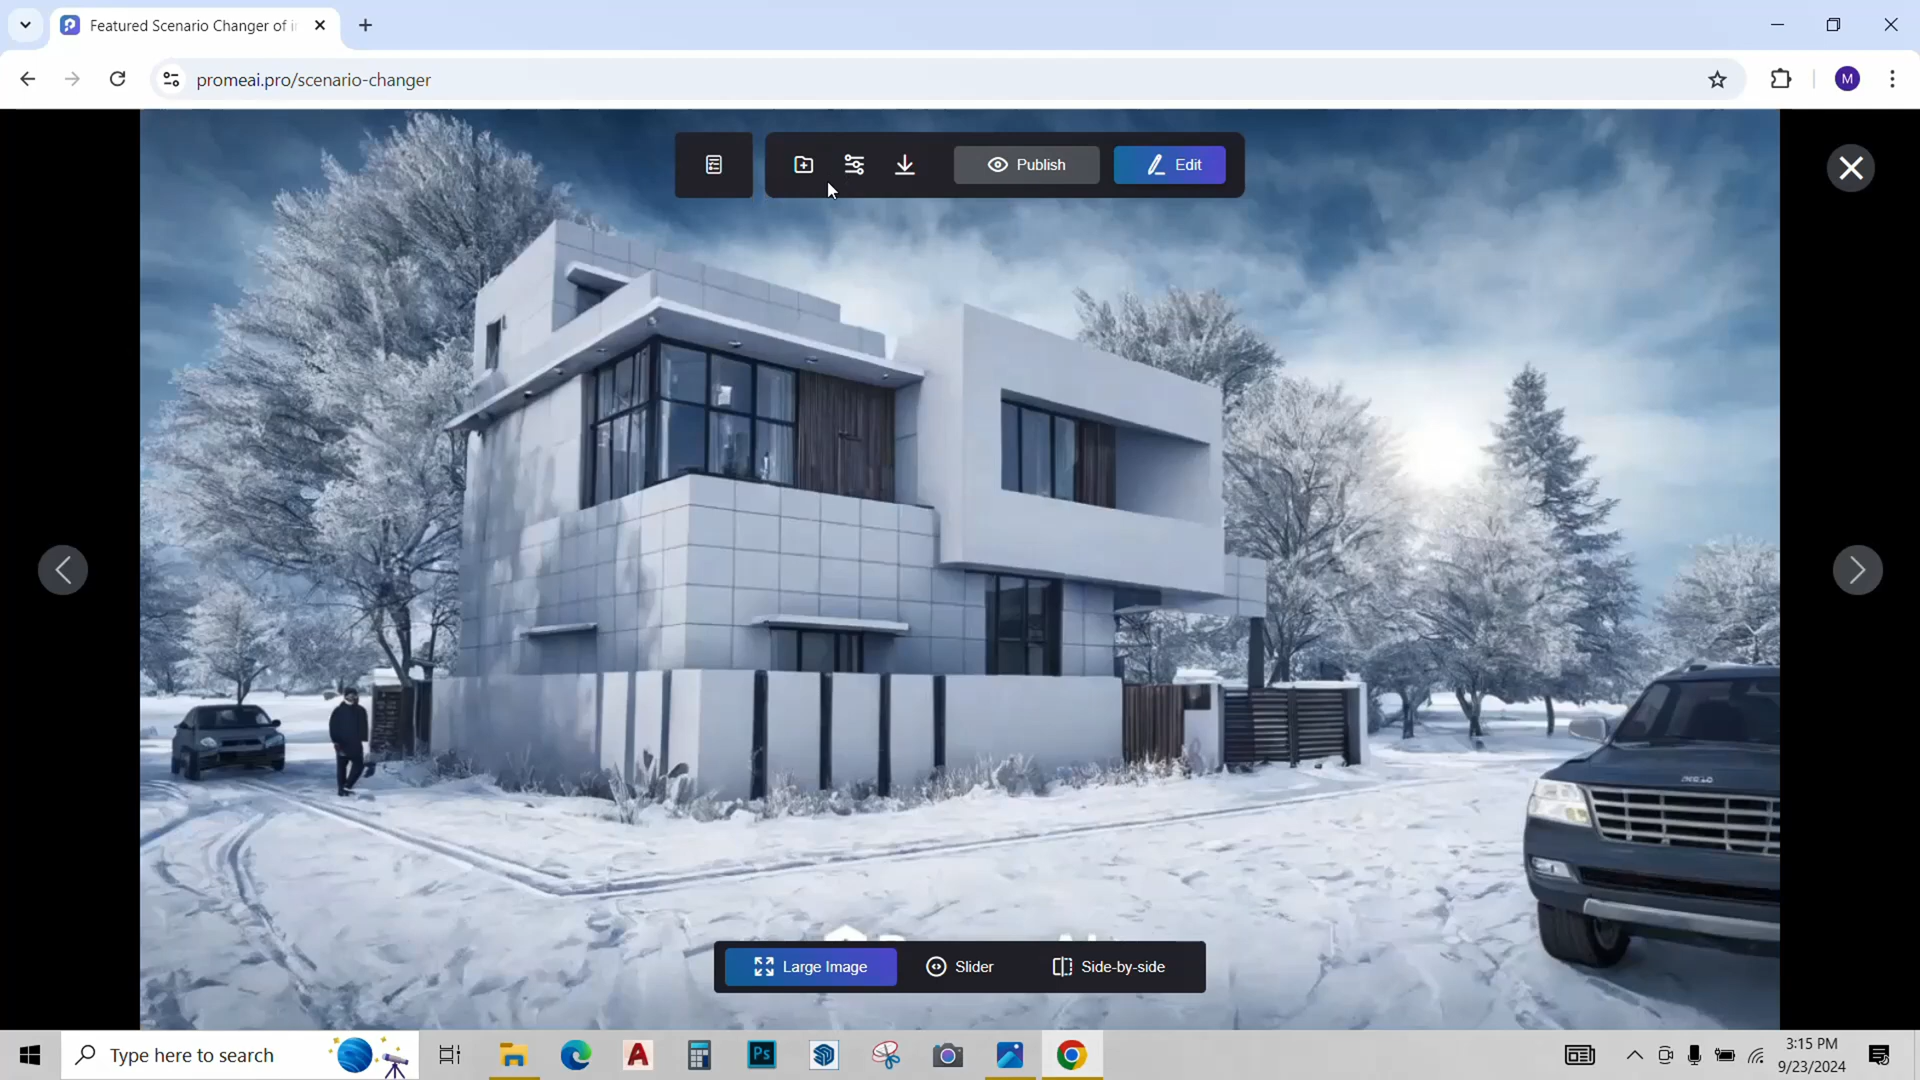 Featured Scenario Changer of
promeai.pro/scenario-changer
M
Publish
Edit
Large Image
Slider
Side-by-side
Type here to search
A
Ps
3:15 PM
9/23/2024